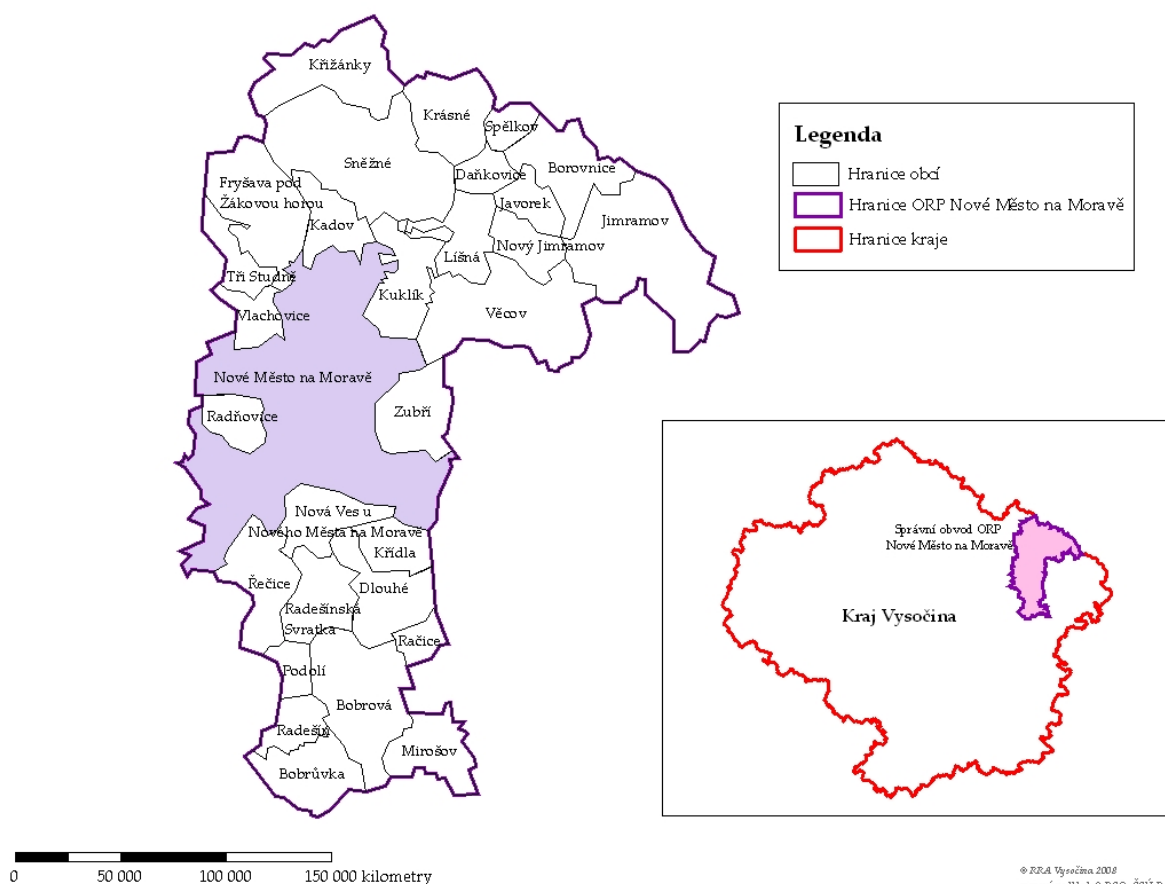 Křižánky
Krásné
Spělkov
Sněžné
Borovnice
Daňkovice
Fryšava pod
Žákovou horou
Javorek
Jimramov
Kadov
Nový Jimramov
Líšná
Tři Studně
Kuklík
Vlachovice
Věcov
Nové Město na Moravě
Radňovice
Zubří
Nová Ves u
Nového Města na Moravě
Křídla
Řečice
Dlouhé
Radešínská
Svratka
Račice
Podolí
Bobrová
Radešín
Mirošov
Bobrůvka
Legenda
Hranice obcí
Hranice ORP Nové Město na Moravě
Hranice kraje
Správní obvod ORP
Nové Město na Moravě
Kraj Vysočina
0 50 000 100 000 150 000 kilometry
© RRA Vysočina 2008